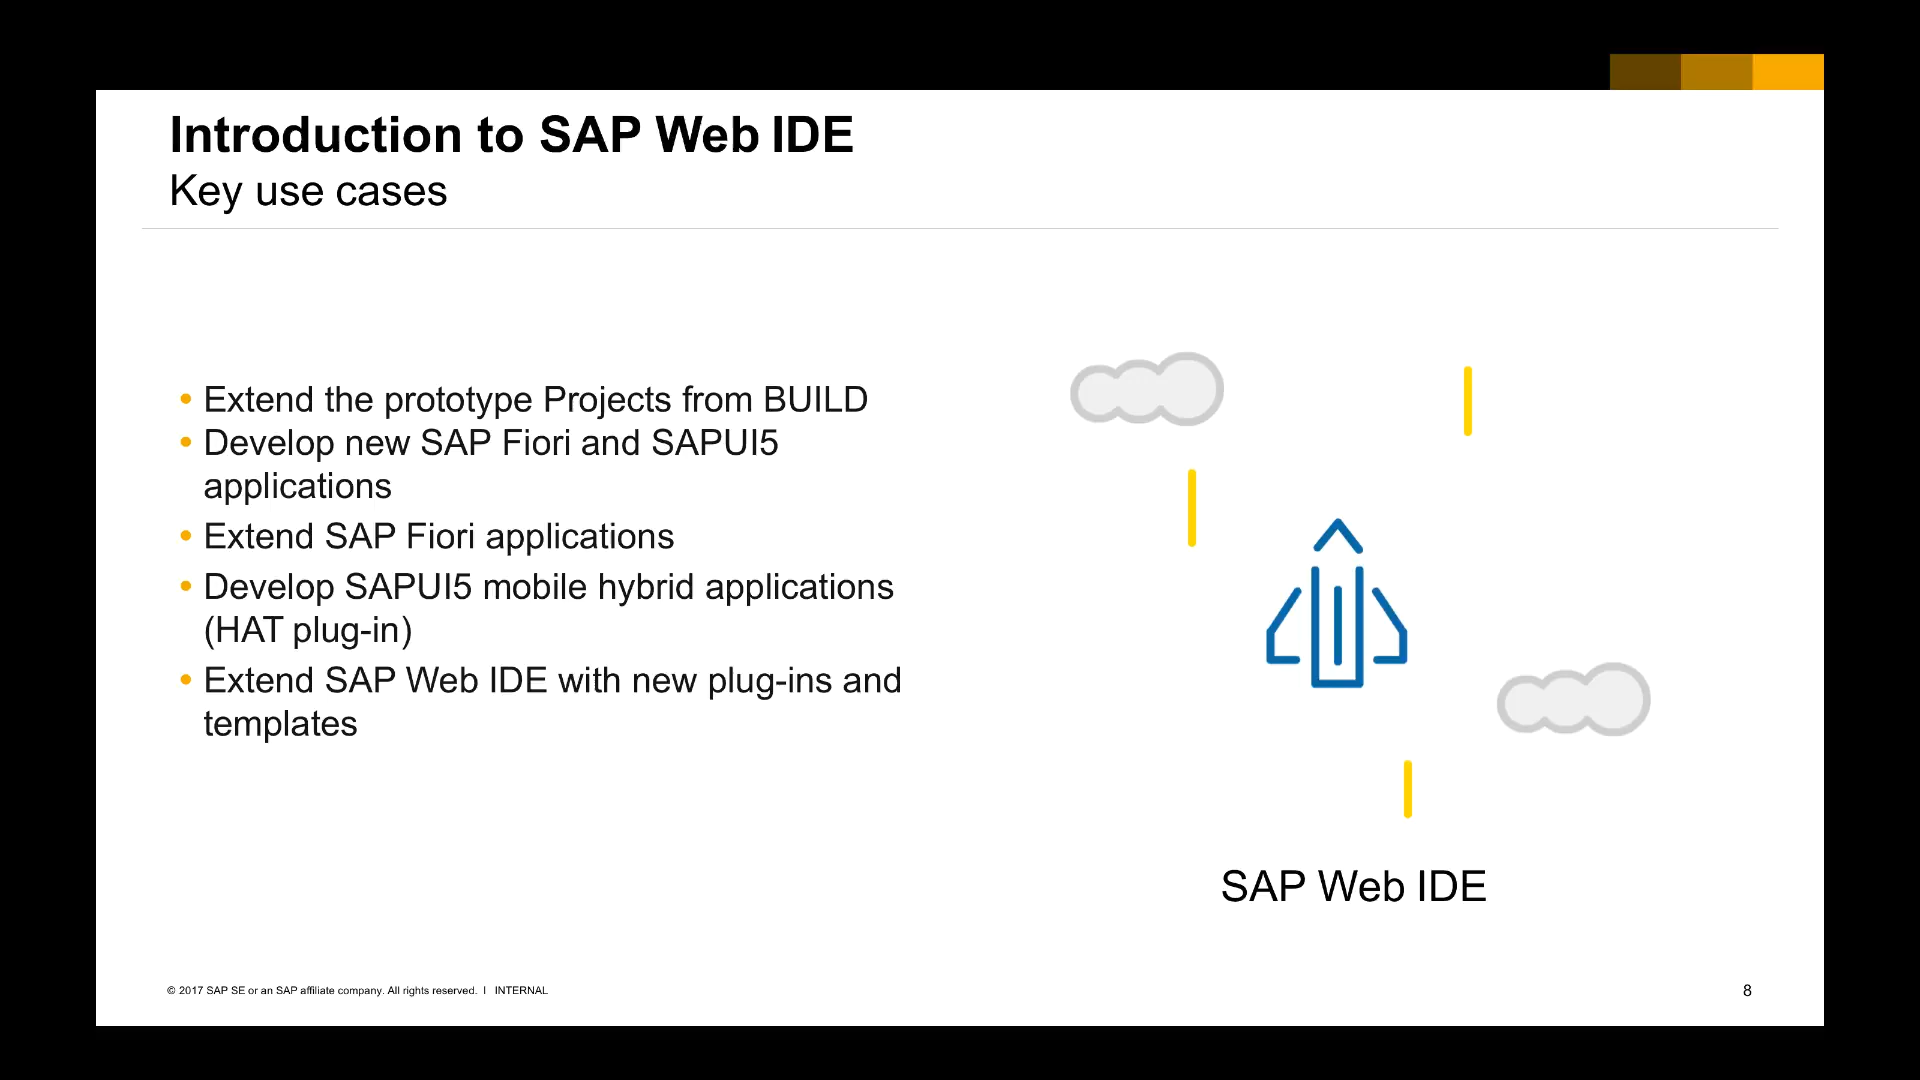 Introduction to SAP Web IDE
Key use cases
• Extend the prototype Projects from BUILD
• Develop new SAP Fiori and SAPUI5
applications
• Extend SAP Fiori applications
• Develop SAPUI5 mobile hybrid applications
(HAT plug-in)
• Extend SAP Web IDE with new plug-ins and
templates
SAP Web IDE
© 2017 SAP SE or an SAP affiliate company. All rights reserved. I INTERNAL
8